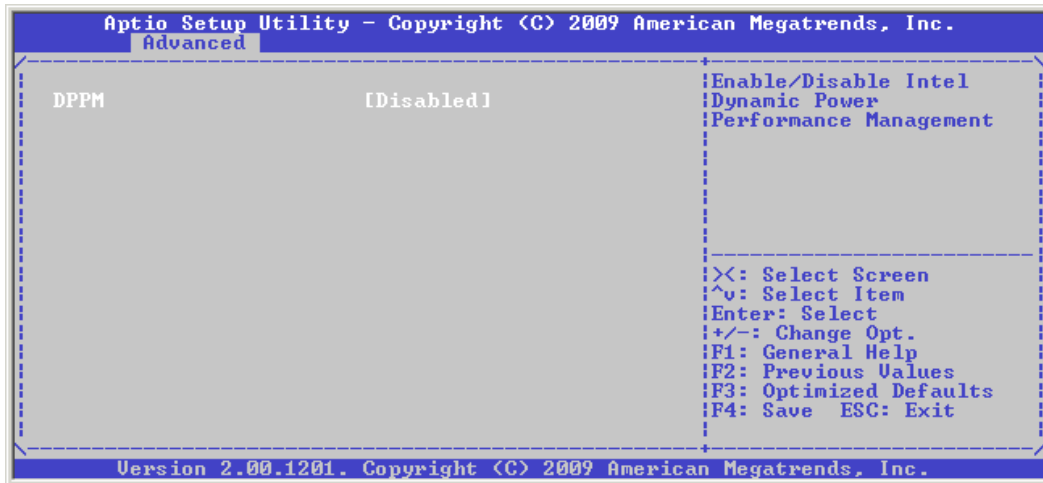 Aptio Setup Utility - Copyright (C) 2009 American Megatrends, Inc.
Advanced
DPPM [Disabled]
Enable/Disable Intel
Dynamic Power
Performance Management
><: Select Screen
^v: Select Item
Enter: Select
+/-: Change Opt.
F1: General Help
F2: Previous Values
F3: Optimized Defaults
F4: Save ESC: Exit
Version 2.00.1201. Copyright (C) 2009 American Megatrends, Inc.